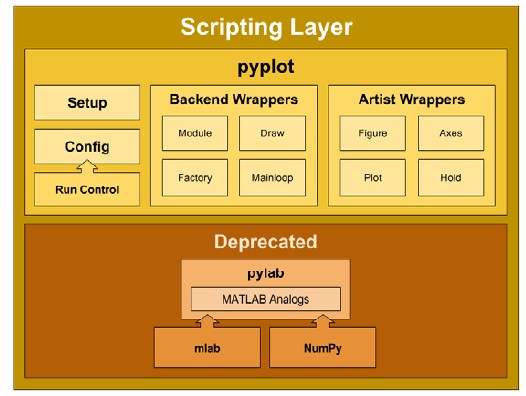 Scripting Layer
pyplot
Setup
Config
Run Control
Backend Wrappers
Module
Draw
Factory
Mainloop
Artist Wrappers
Figure
Axes
Plot
Hold
Deprecated
pylab
MATLAB Analogs
mlab
NumPy